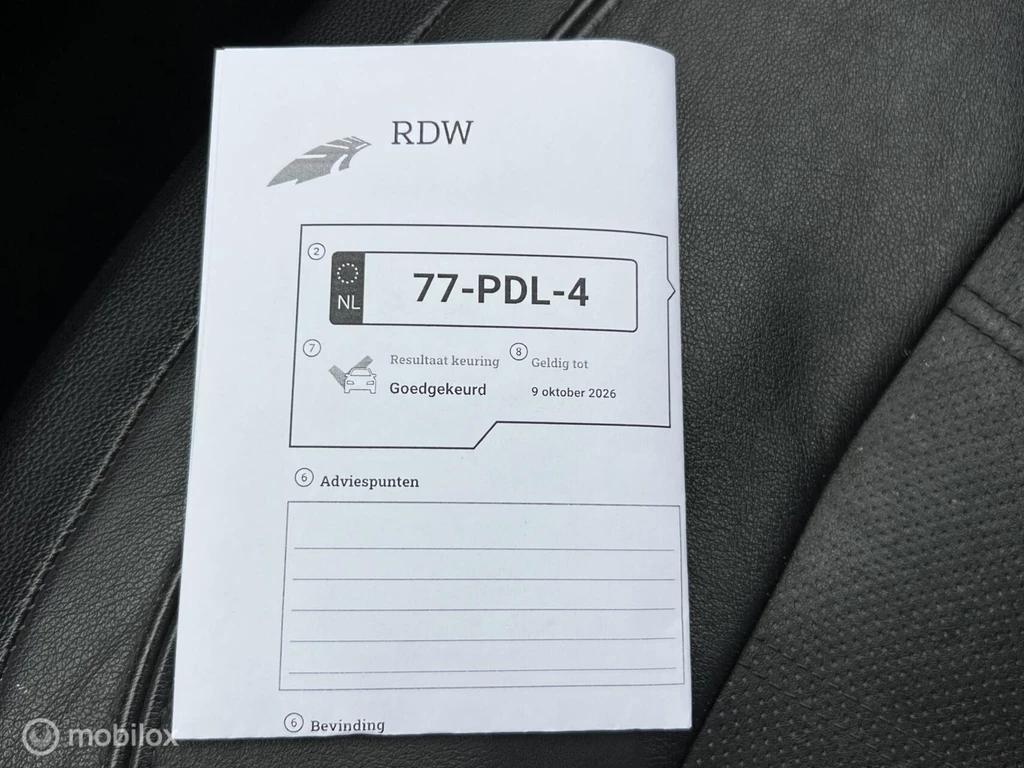 RDW
2
NL
77-PDL-4
7
Resultaat keuring
Goedgekeurd
8
Geldig tot
9 oktober 2026
6 Adviespunten
6 Bevinding
mobilox